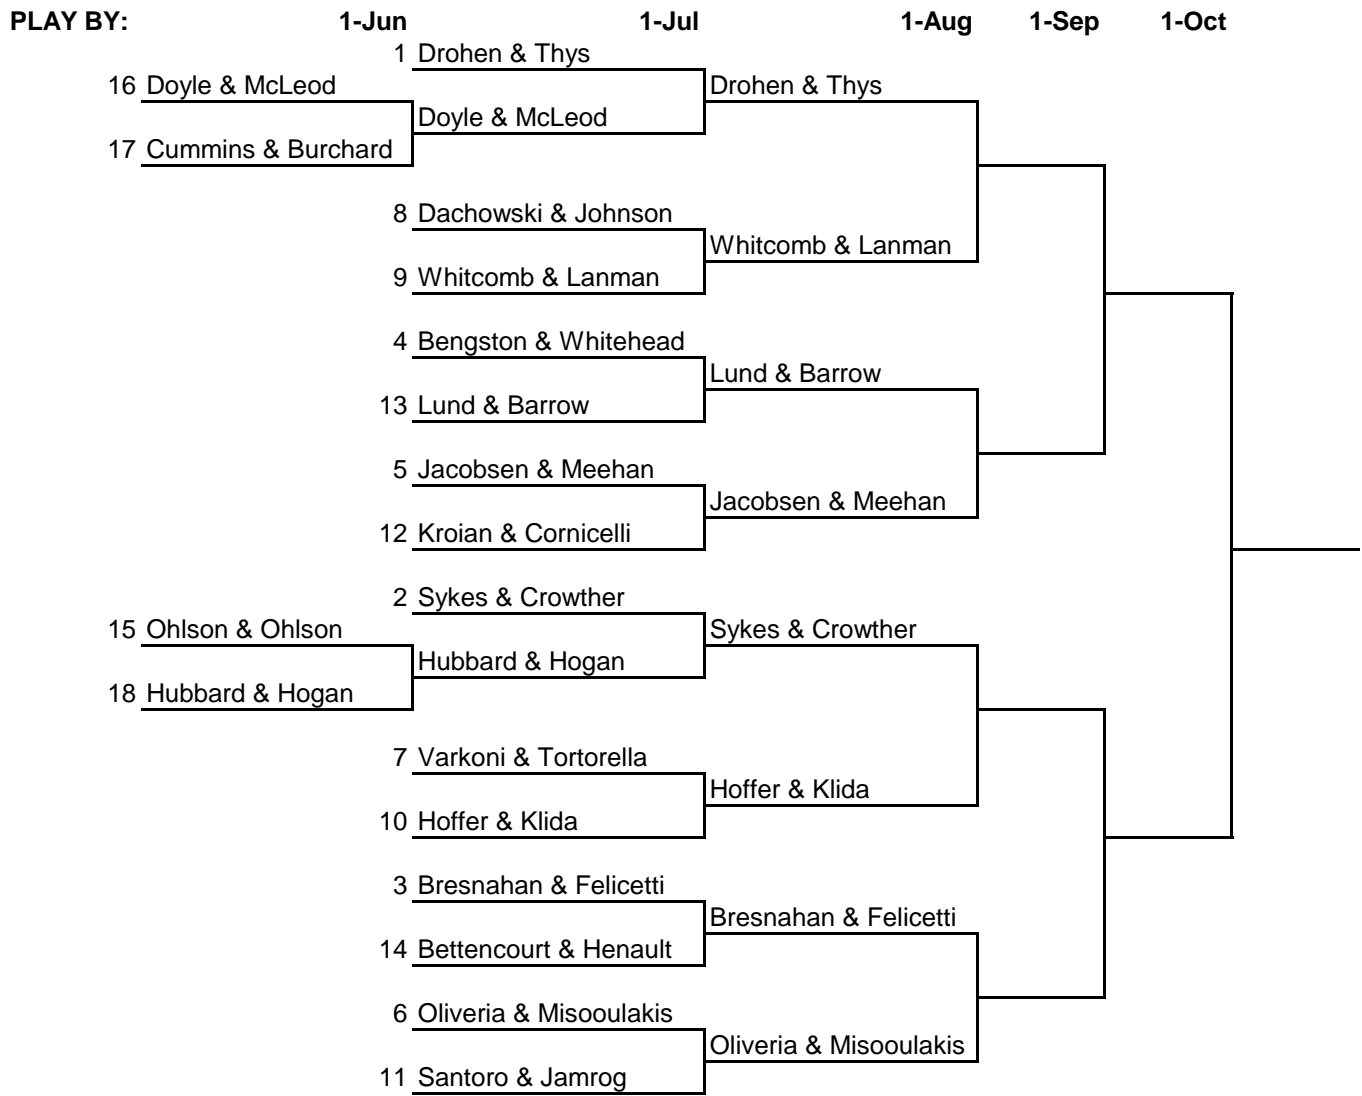 PLAY BY: 1-Jun 1-Jul 1-Aug 1-Sep 1-Oct
1 Drohen & Thys
16 Doyle & McLeod Drohen & Thys
Doyle & McLeod
17 Cummins & Burchard
8 Dachowski & Johnson
Whitcomb & Lanman
9 Whitcomb & Lanman
4 Bengston & Whitehead
Lund & Barrow
13 Lund & Barrow
5 Jacobsen & Meehan
Jacobsen & Meehan
12 Kroian & Cornicelli
2 Sykes & Crowther
15 Ohlson & Ohlson Sykes & Crowther
Hubbard & Hogan
18 Hubbard & Hogan
7 Varkoni & Tortorella
Hoffer & Klida
10 Hoffer & Klida
3 Bresnahan & Felicetti
Bresnahan & Felicetti
14 Bettencourt & Henault
6 Oliveria & Misooulakis
Oliveria & Misooulakis
11 Santoro & Jamrog